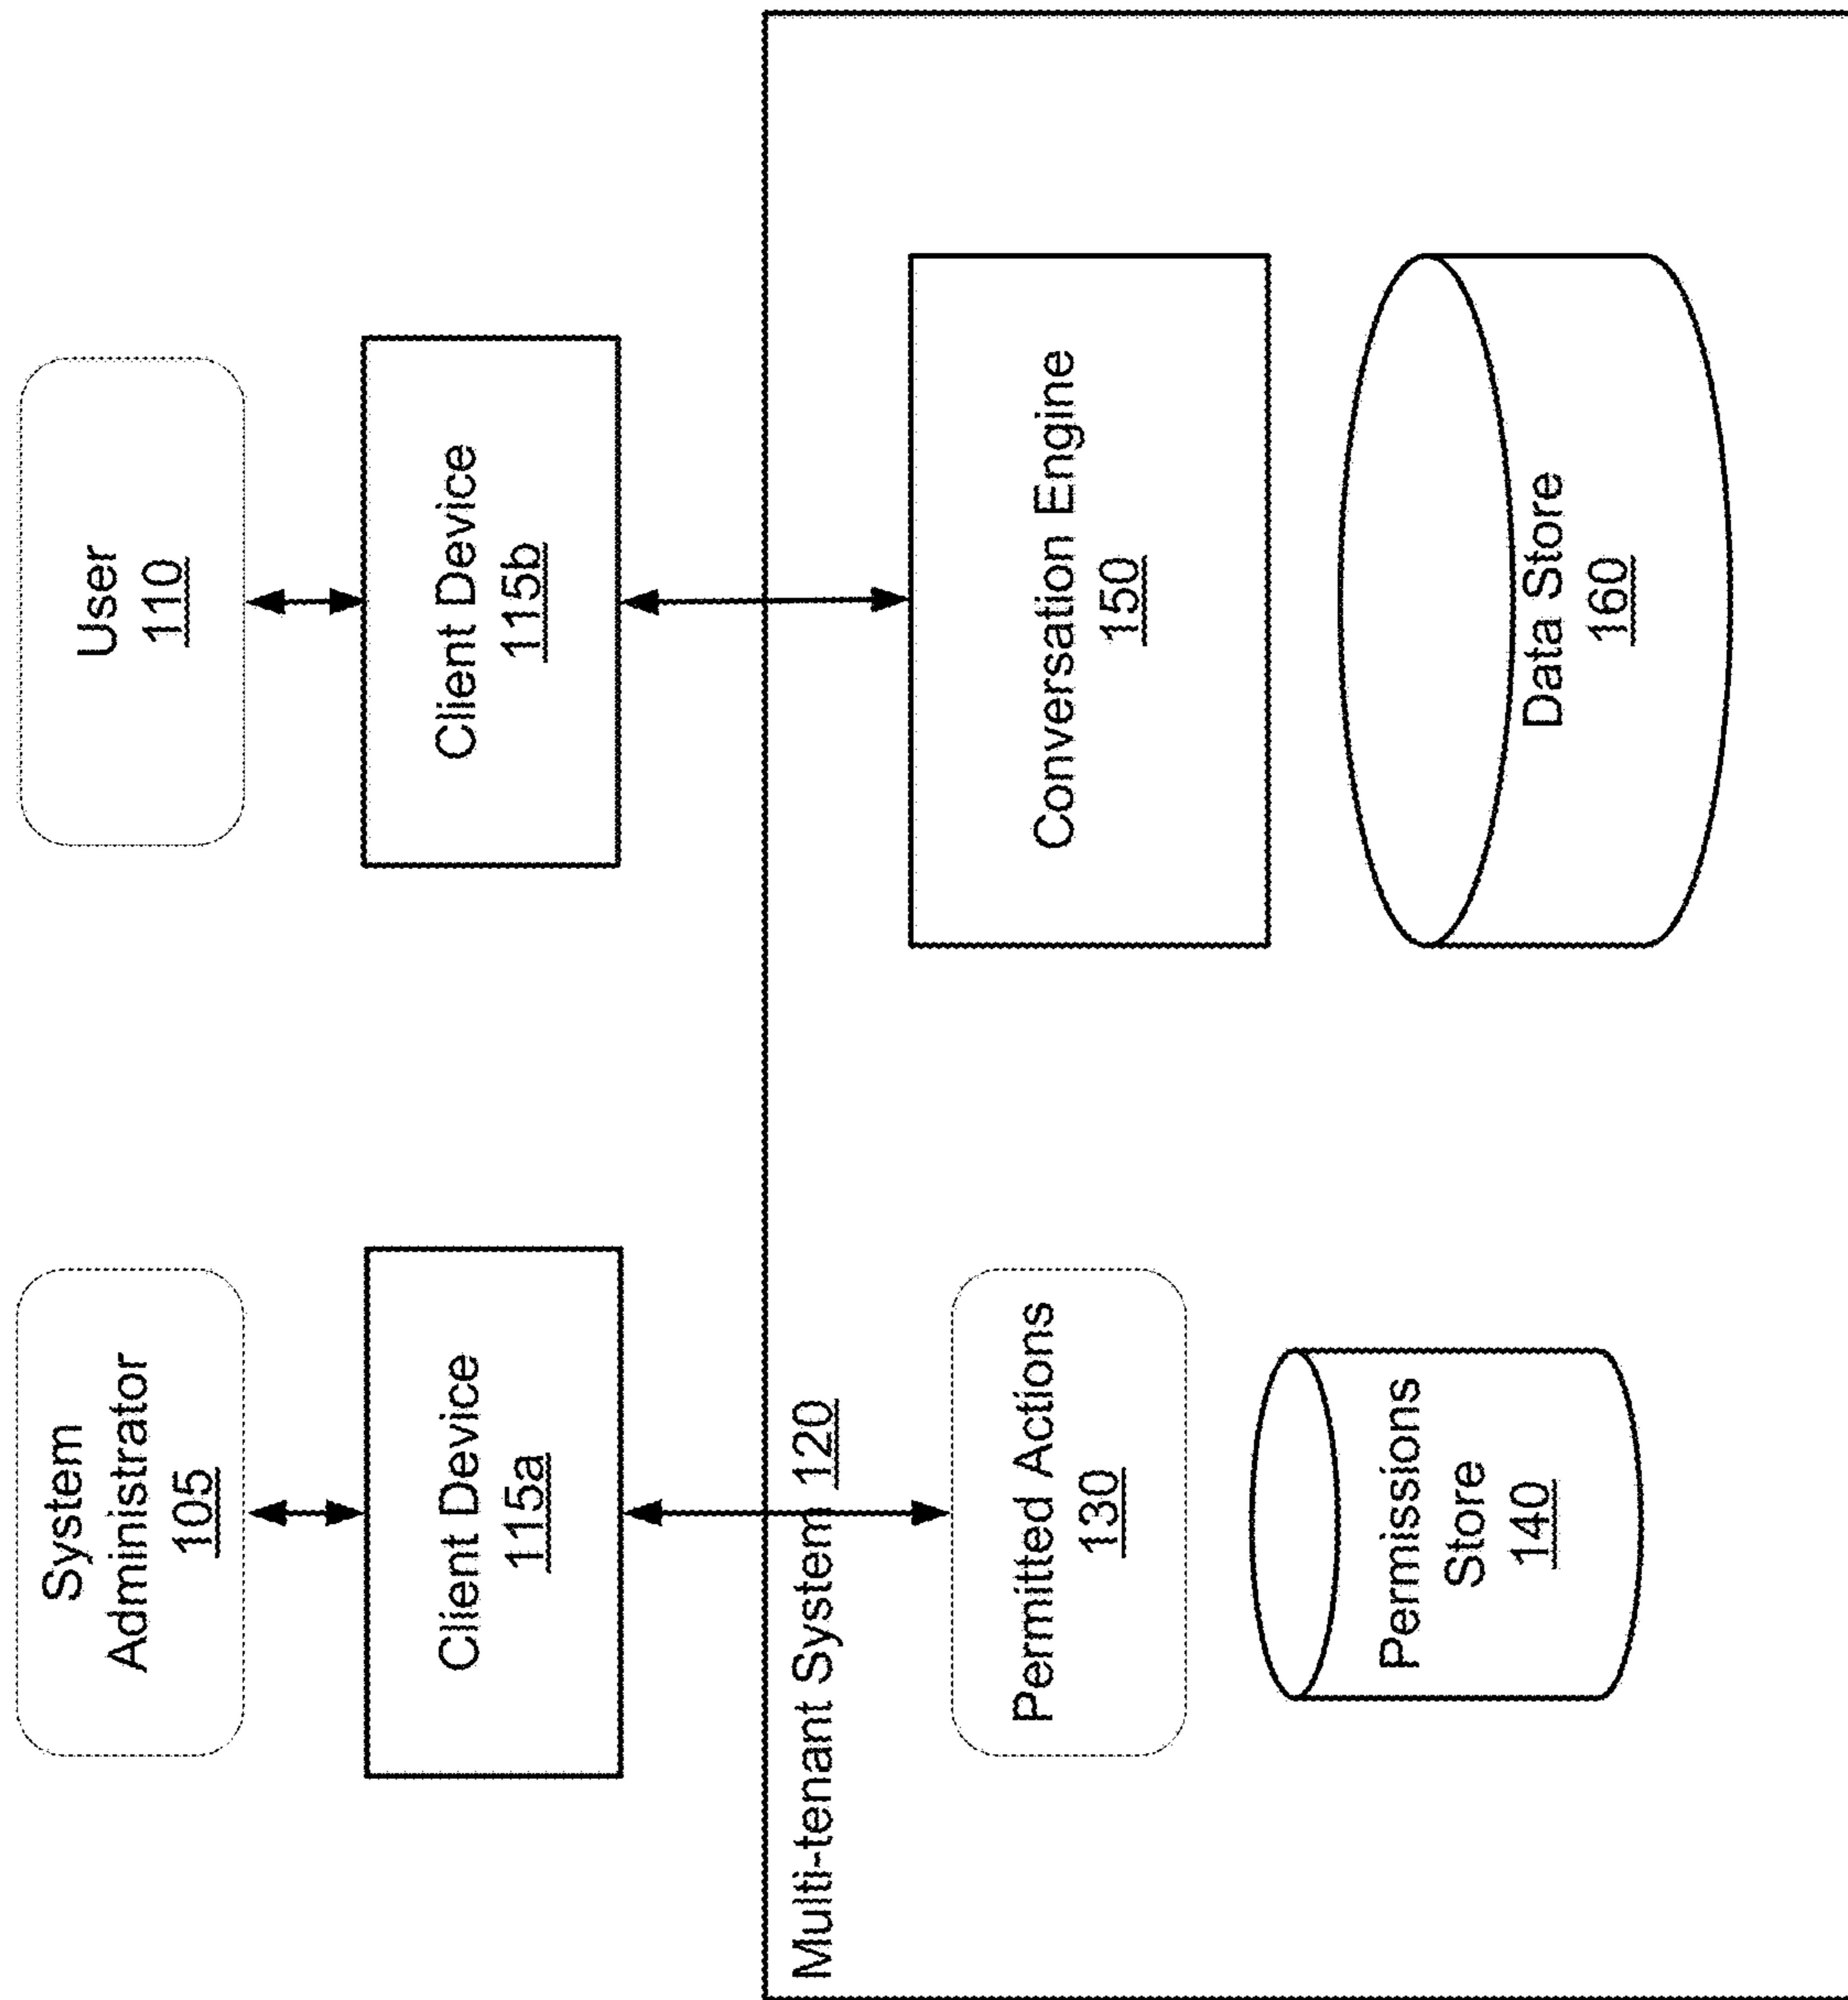 System
Administrator
105
User
110
Client Device
115a
Client Device
115b
Multi-tenant System 120
Permitted Actions
130
Conversation Engine
150
Permissions
Store
140
Data Store
160